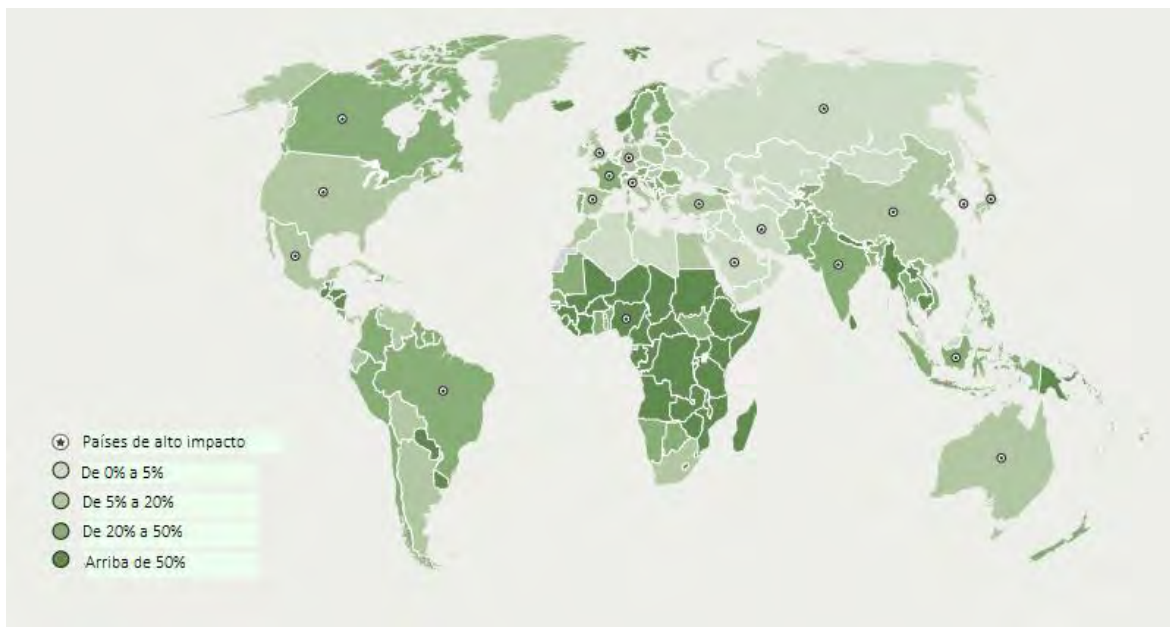 Países de alto impacto
De 0% a 5%
De 5% a 20%
De 20% a 50%
Arriba de 50%